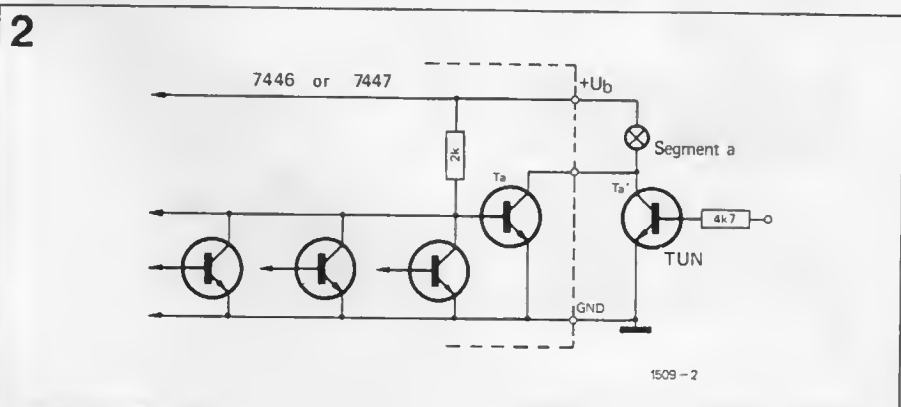 2
7446 or 7447
+Ub
2k
Segment a
Ta
Ta'
4k7
TUN
GND
1509 - 2